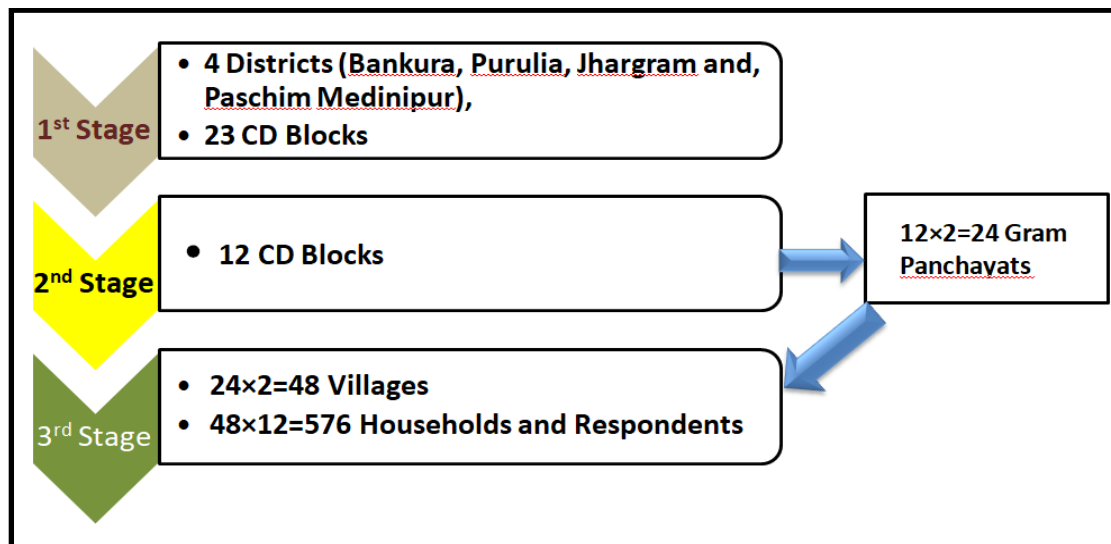 1st Stage
• 4 Districts (Bankura, Purulia, Jhargram and,
Paschim Medinipur),
• 23 CD Blocks
2nd Stage
• 12 CD Blocks
12×2=24 Gram
Panchayats
3rd Stage
• 24×2=48 Villages
• 48×12=576 Households and Respondents